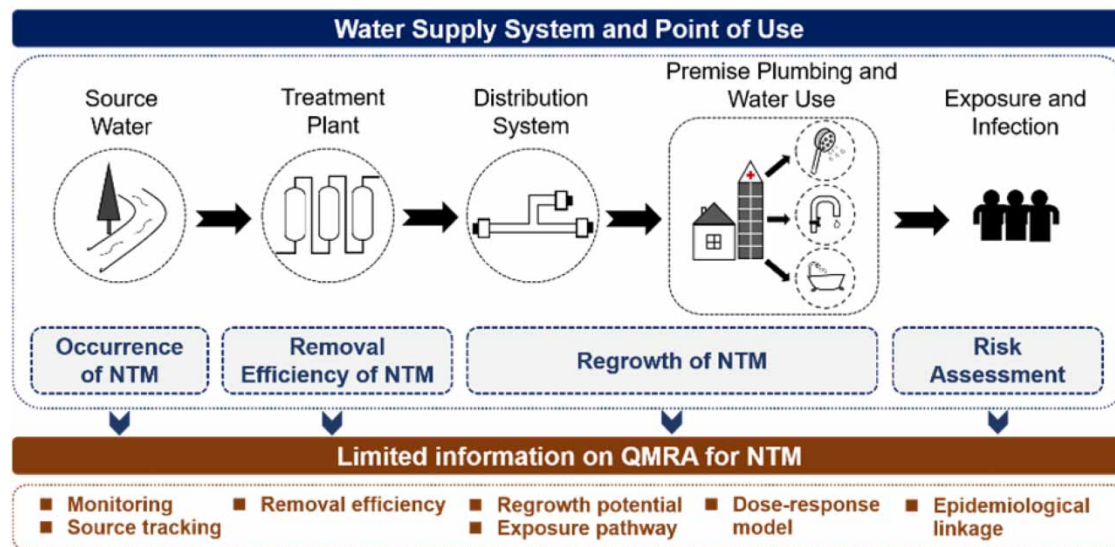 Water Supply System and Point of Use
Source
Water
Treatment
Plant
Distribution
System
Premise Plumbing and
Water Use
Exposure and
Infection
Occurrence
of NTM
Removal
Efficiency of NTM
Regrowth of NTM
Risk
Assessment
Limited information on QMRA for NTM
Monitoring
Source tracking
Removal efficiency
Regrowth potential
Exposure pathway
Dose-response
model
Epidemiological
linkage